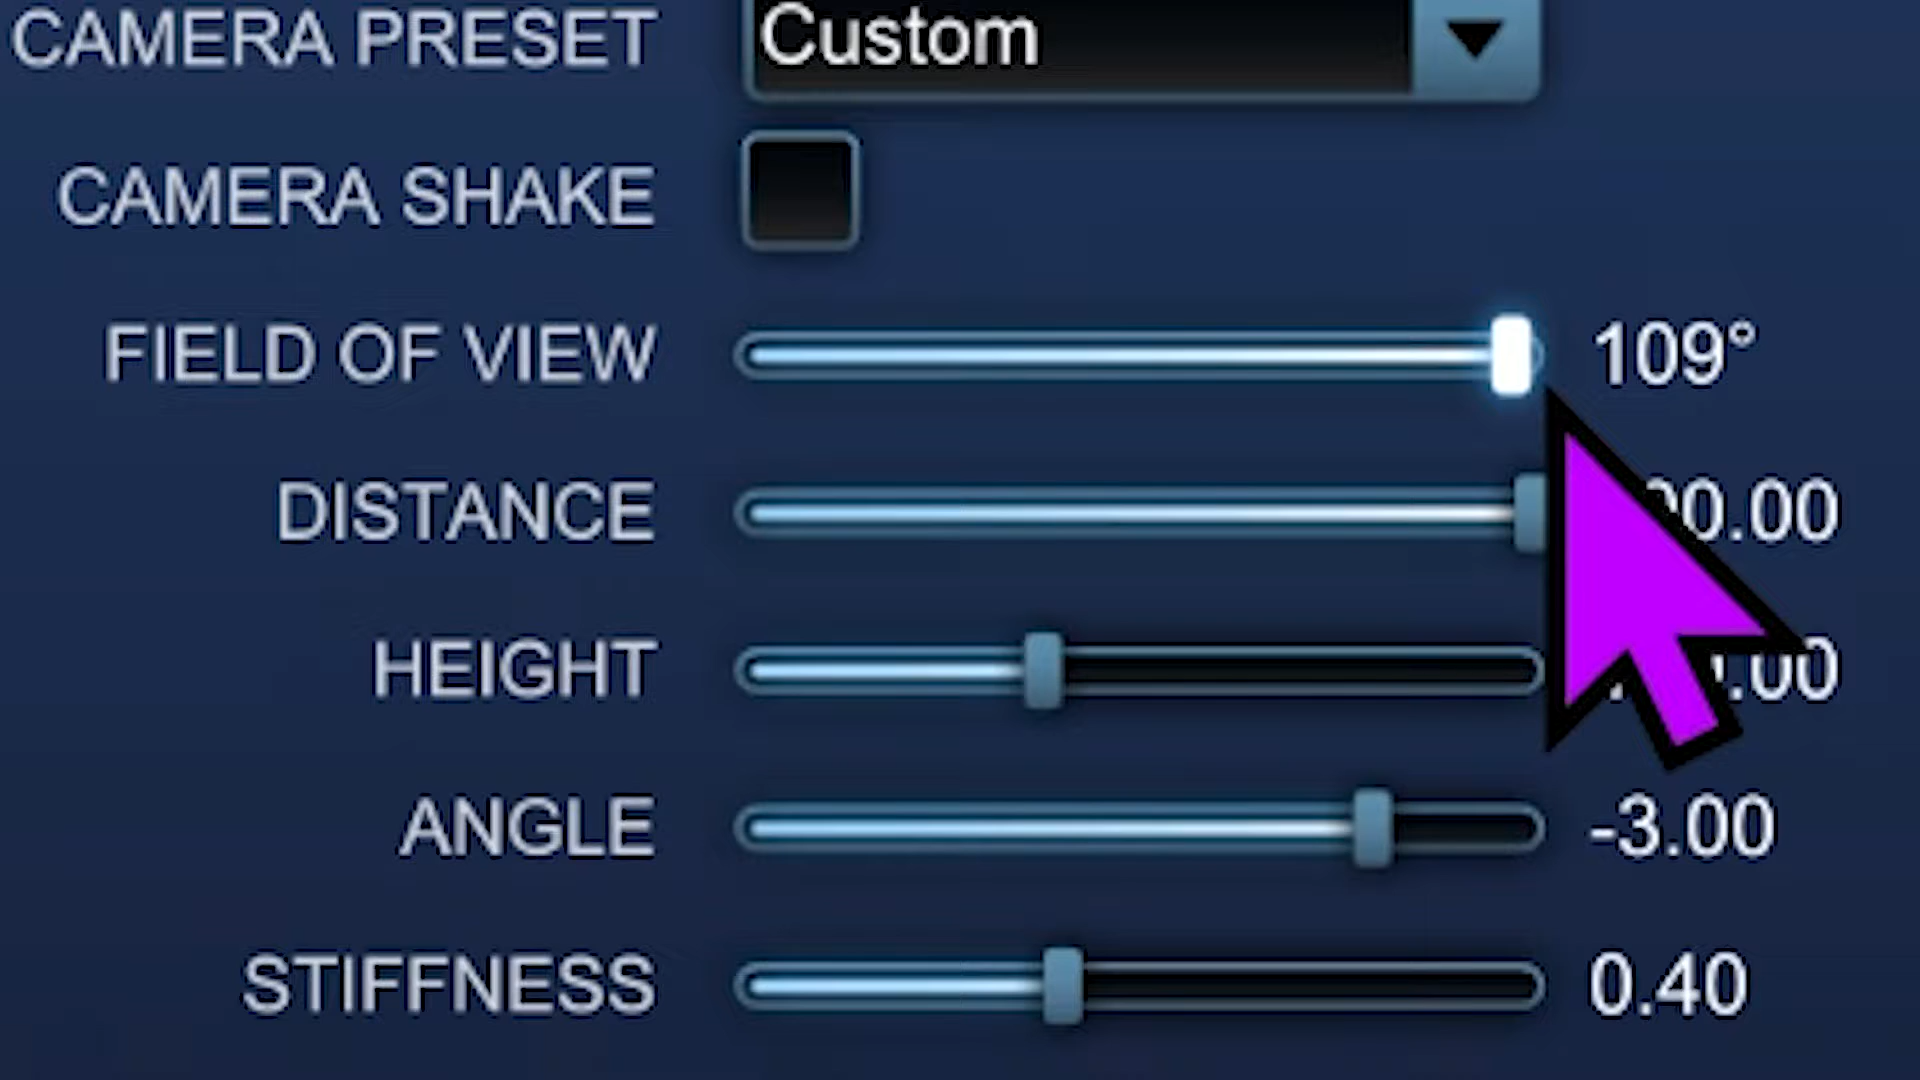 CAMERA PRESET Custom
CAMERA SHAKE
FIELD OF VIEW 109°
DISTANCE
HEIGHT
ANGLE -3.00
STIFFNESS 0.40